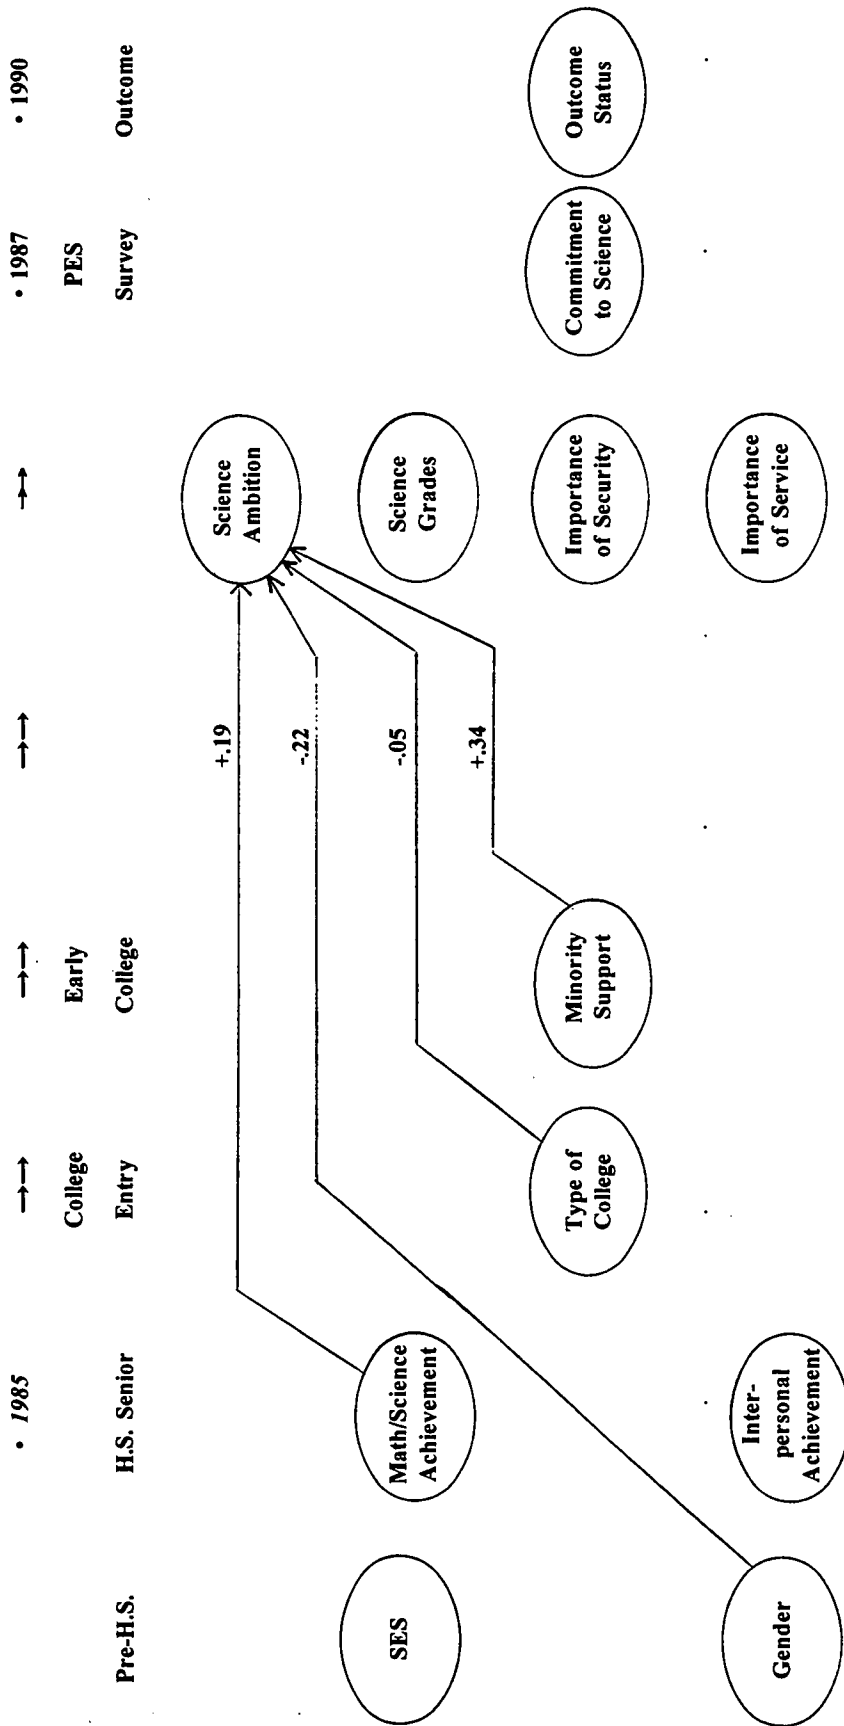 • 1985 →→ →→ →→ →→ • 1987 • 1990
College Early PES
Pre-H.S. H.S. Senior Entry College Survey Outcome
Science
Ambition
+.19
-.22
-.05
+.34
SES
Math/Science
Achievement
Science
Grades
Type of
College
Minority
Support
Importance
of Security
Commitment
to Science
Outcome
Status
Gender
Inter-
personal
Achievement
Importance
of Service